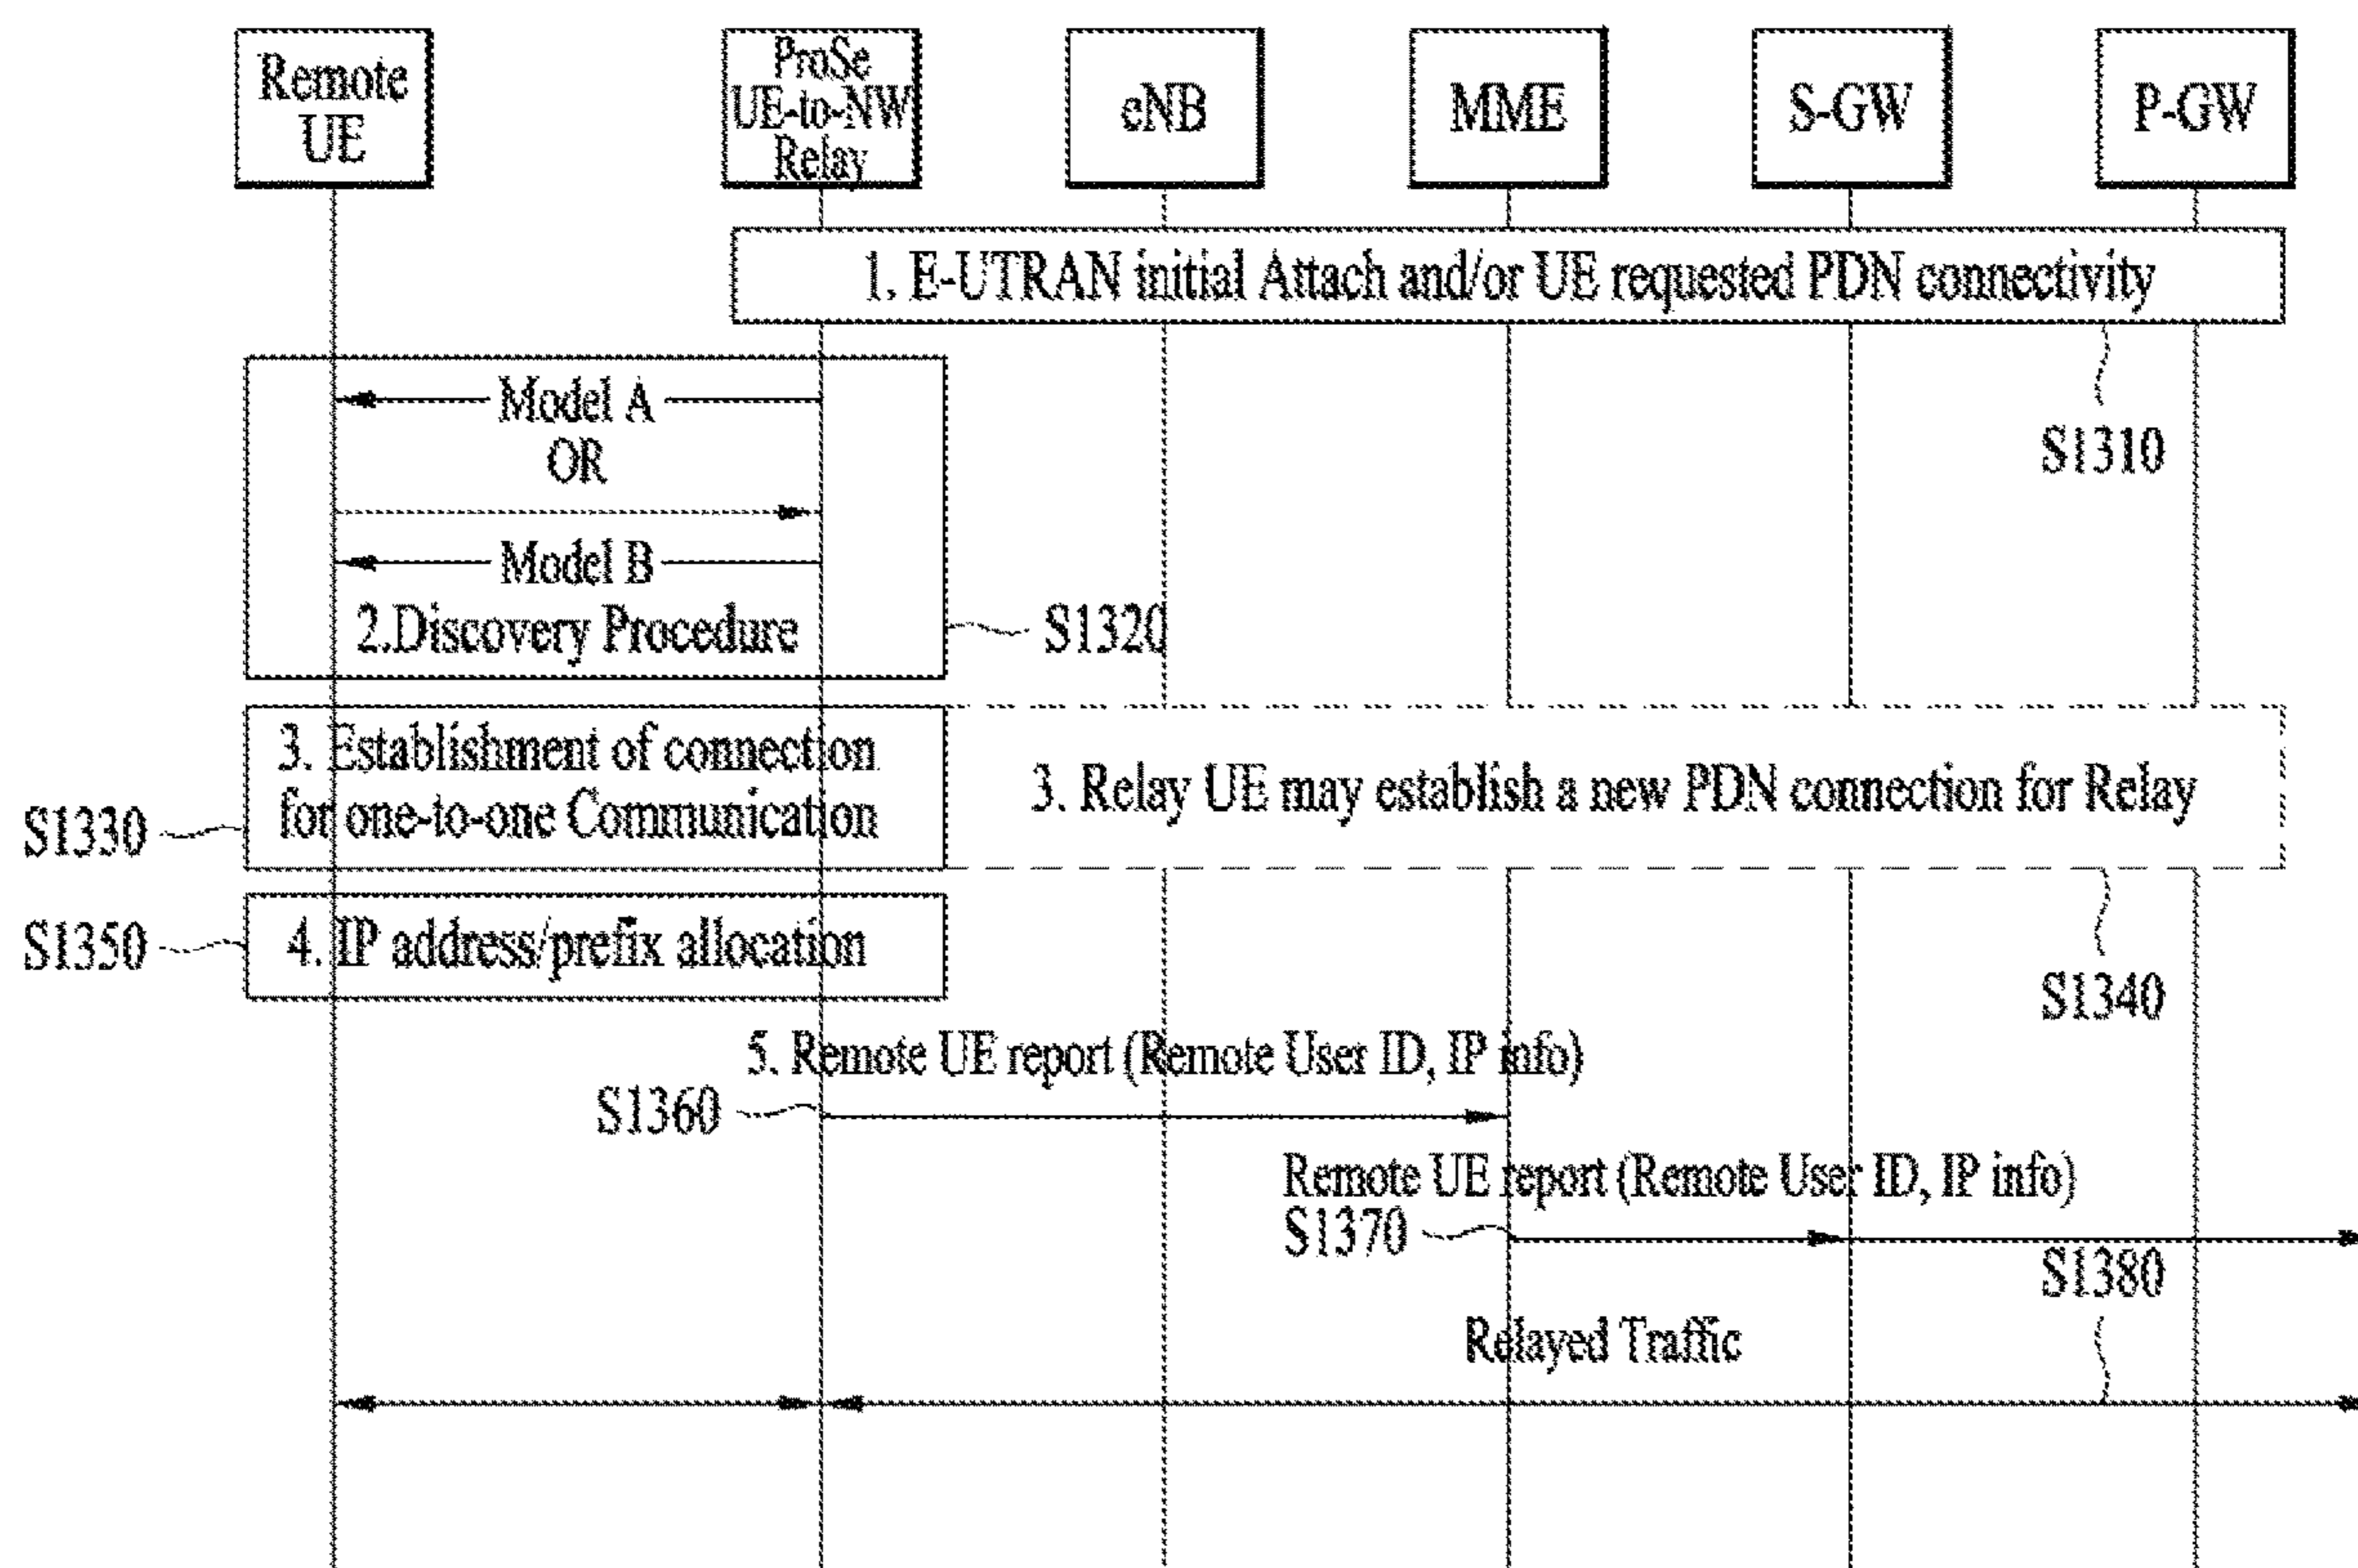 Remote
UE
ProSe
UE-to-NW
Relay
eNB
MME
S-GW
P-GW
1. E-UTRAN initial Attach and/or UE requested PDN connectivity
S1310
Model A
OR
Model B
2.Discovery Procedure
S1320
3. Establishment of connection
for one-to-one Communication
S1330
3. Relay UE may establish a new PDN connection for Relay
S1340
4. IP address/prefix allocation
S1350
5. Remote UE report (Remote User ID, IP info)
S1360
Remote UE report (Remote User ID, IP info)
S1370
S1380
Relayed Traffic